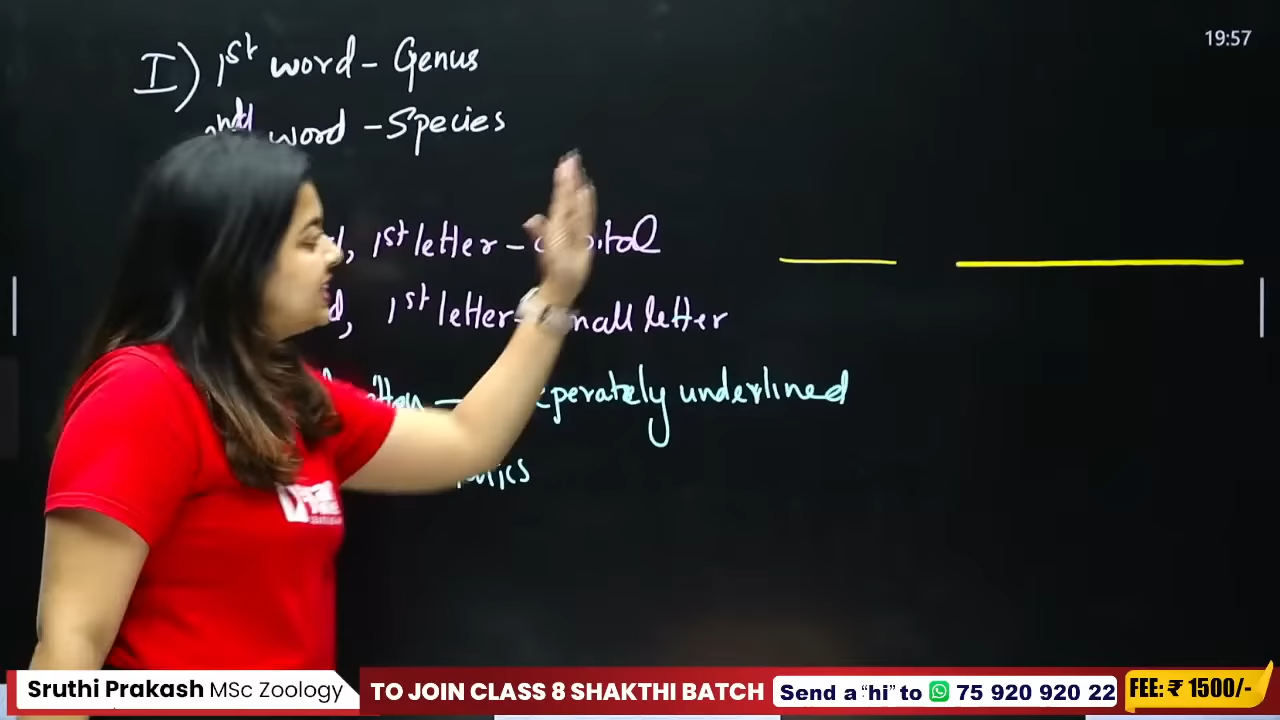 I) 1st word - Genus
19:57
word - Species
1st letter - capital
1st letter - small letter
seperately underlined
Sruthi Prakash MSc Zoology
TO JOIN CLASS 8 SHAKTHI BATCH
Send a "hi" to 75 920 920 22
FEE: ₹ 1500/-